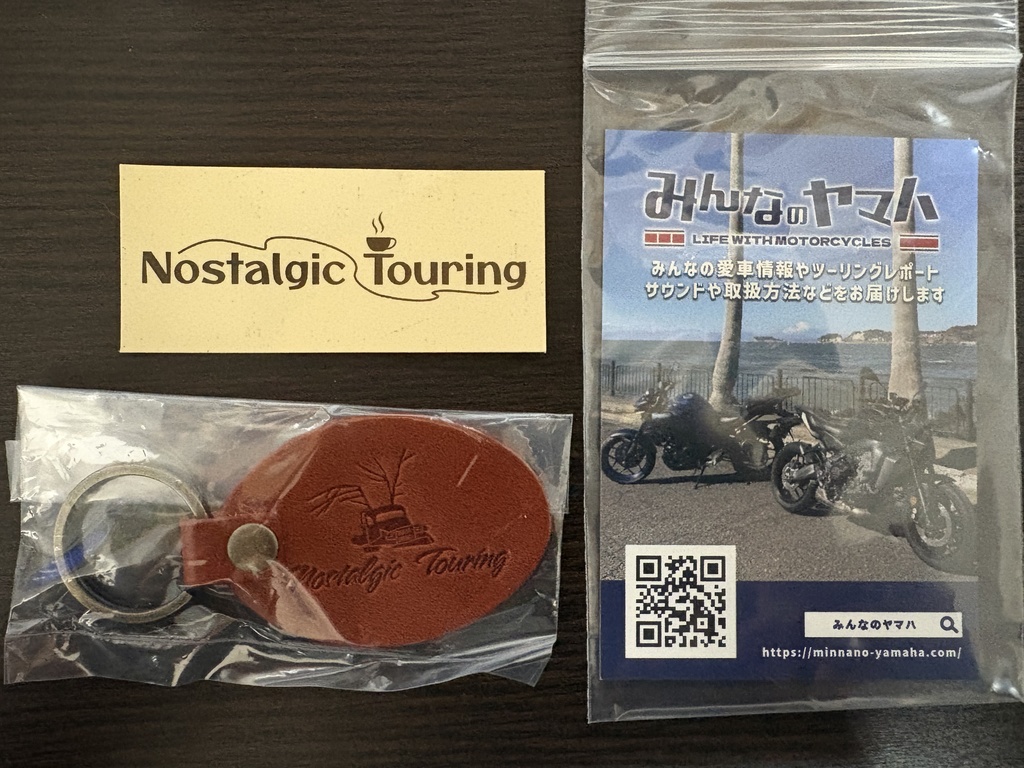 Nostalgic Touring
Nostalgic Touring
みんなのヤマハ
LIFE WITH MOTORCYCLES
みんなの愛車情報やツーリングレポート
サウンドや取扱方法などをお届けします
みんなのヤマハ
https://minnano-yamaha.com/